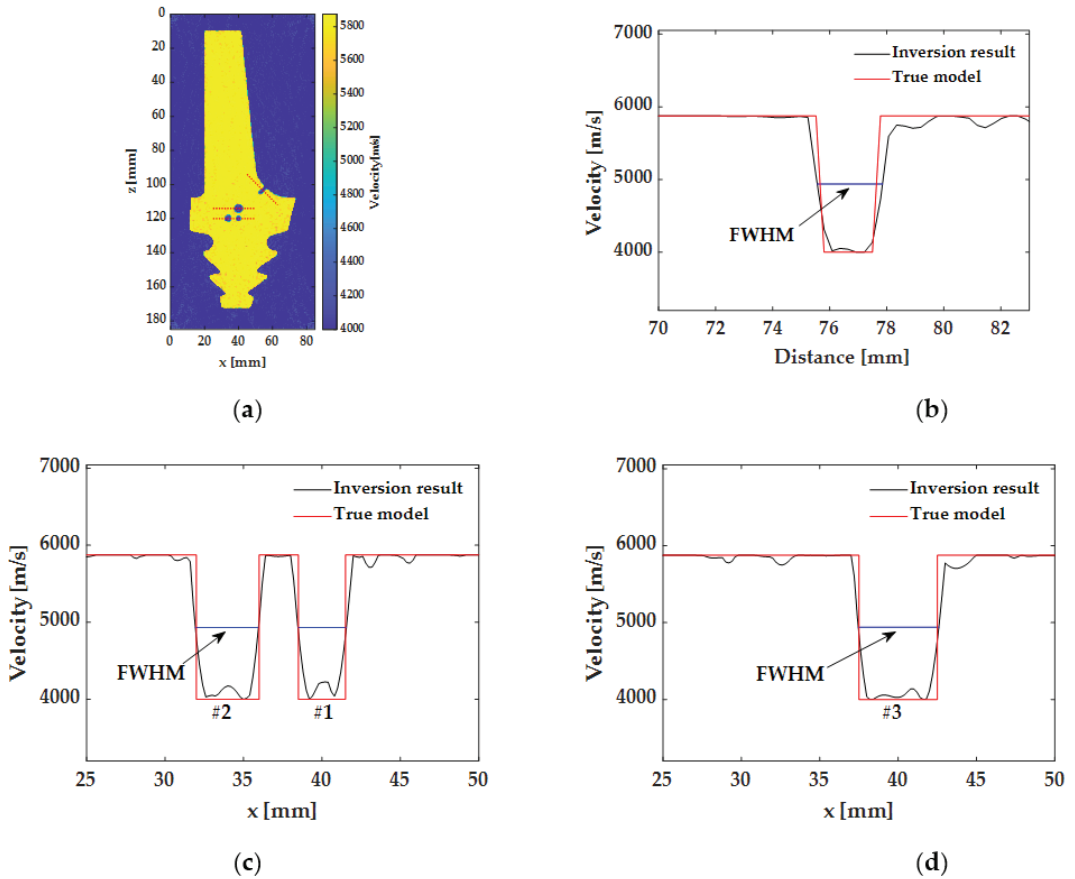 0
20
40
60
80
100
120
140
160
180
z [mm]
0 20 40 60 80
x [mm]
5800
5600
5400
5200
5000
4800
4600
4400
4200
4000
Velocity[m/s]
(a)
7000
6000
5000
4000
Velocity [m/s]
Inversion result
True model
FWHM
70 72 74 76 78 80 82
Distance [mm]
(b)
7000
6000
5000
4000
Velocity [m/s]
Inversion result
True model
FWHM
#2 #1
25 30 35 40 45 50
x [mm]
(c)
7000
6000
5000
4000
Velocity [m/s]
Inversion result
True model
FWHM
#3
25 30 35 40 45 50
x [mm]
(d)